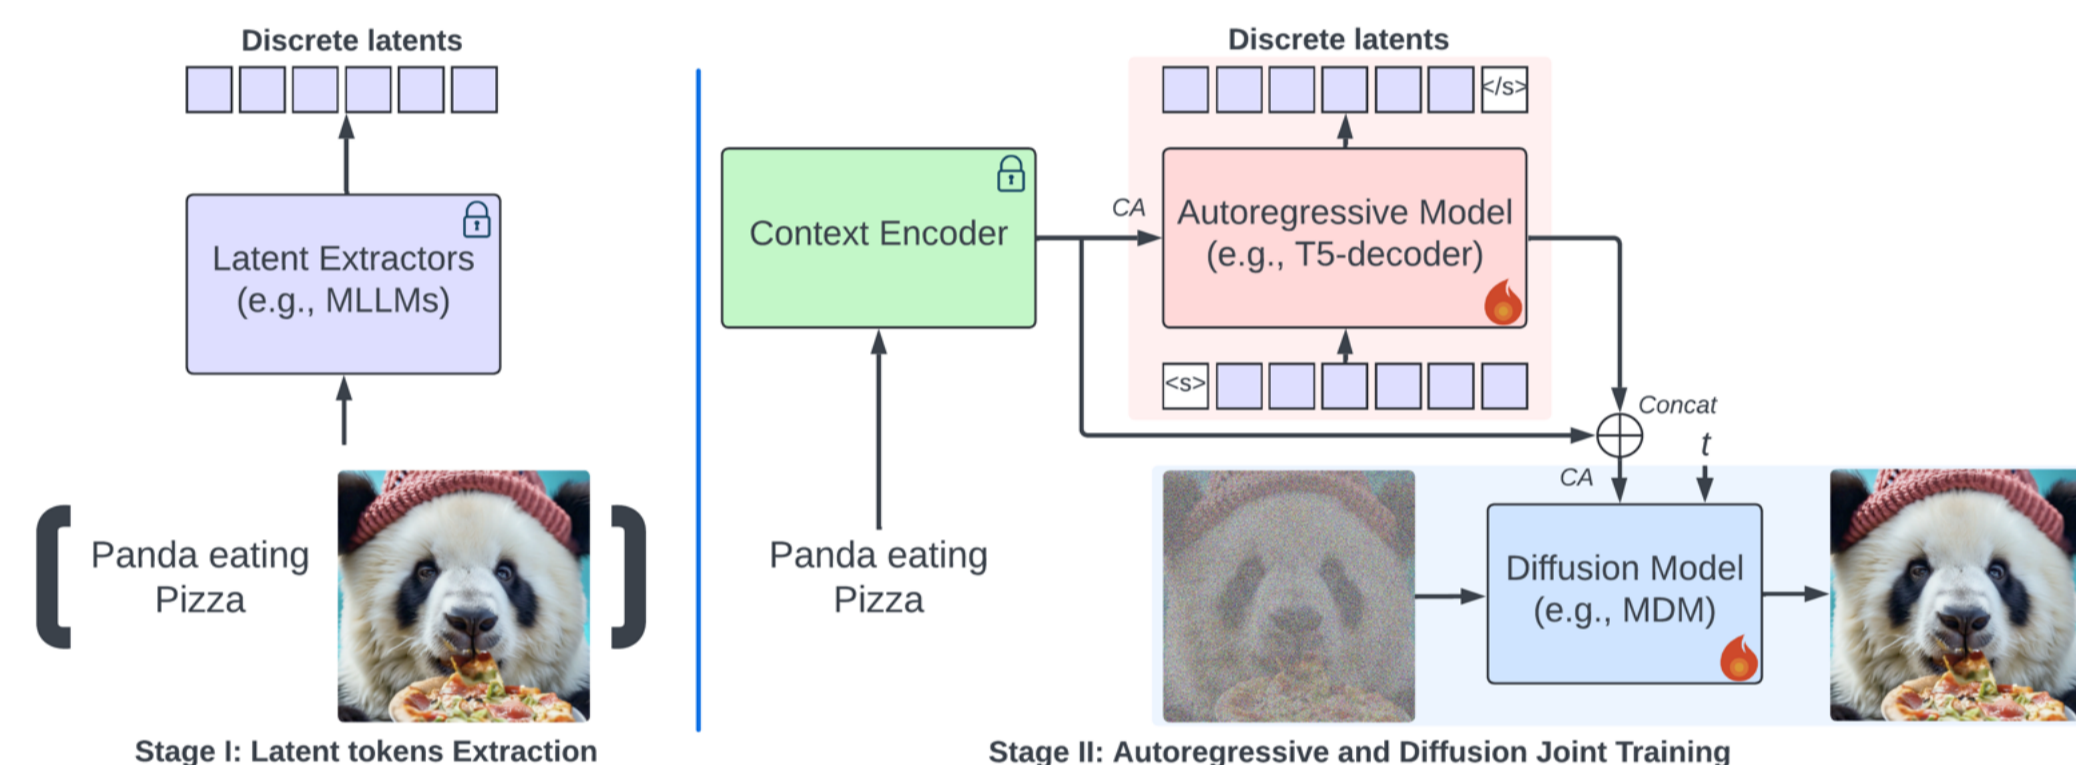 Discrete latents
Latent Extractors
(e.g., MLLMs)
Panda eating
Pizza
Stage I: Latent tokens Extraction
Discrete latents
</s>
Context Encoder
CA
Autoregressive Model
(e.g., T5-decoder)
<s>
Concat
t
CA
Panda eating
Pizza
Diffusion Model
(e.g., MDM)
Stage II: Autoregressive and Diffusion Joint Training